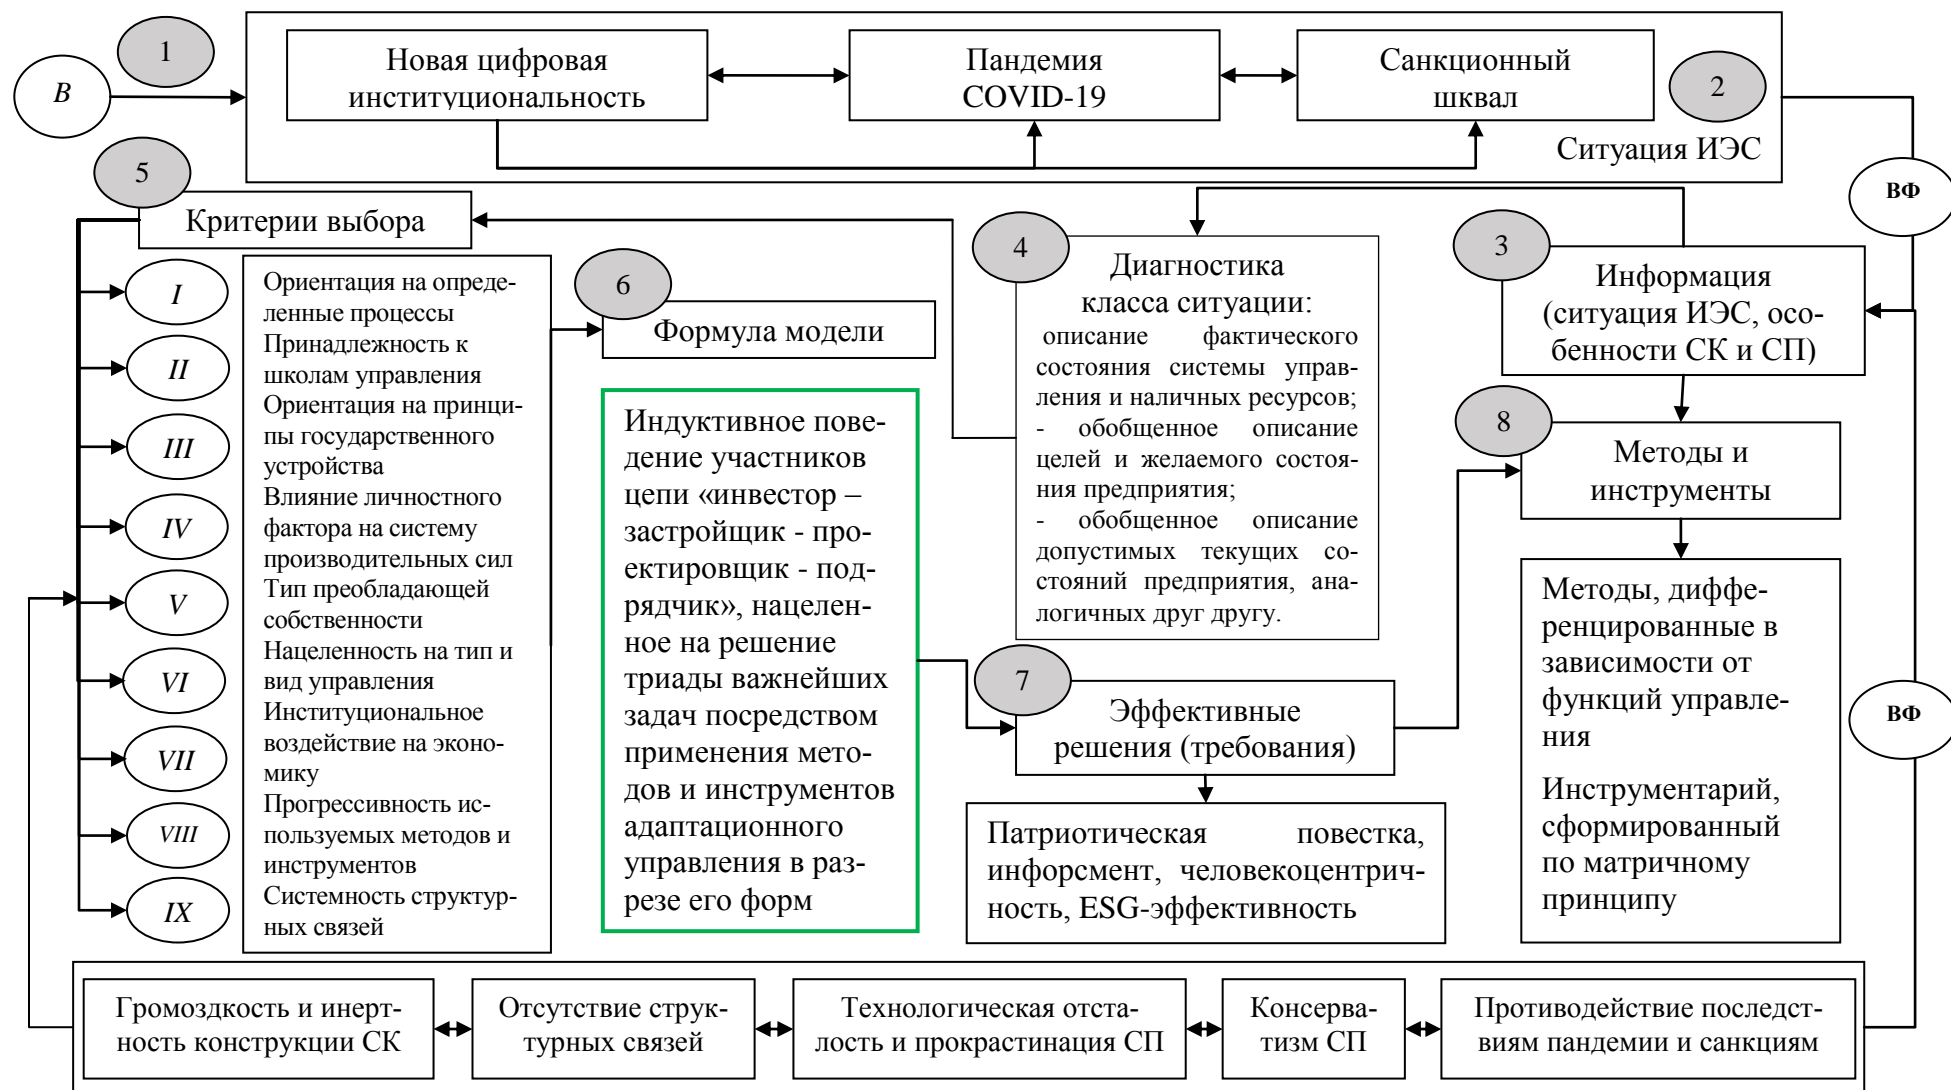 1
В
Новая цифровая
институциональность
Пандемия
COVID-19
Санкционный
шквал
2
Ситуация ИЭС
ВФ
5
Критерии выбора
I
II
III
IV
V
VI
VII
VIII
IX
Ориентация на опреде-
ленные процессы
Принадлежность к
школам управления
Ориентация на принци-
пы государственного
устройства
Влияние личностного
фактора на систему
производительных сил
Тип преобладающей
собственности
Нацеленность на тип и
вид управления
Институциональное
воздействие на эконо-
мику
Прогрессивность ис-
пользуемых методов и
инструментов
Системность структур-
ных связей
6
Формула модели
Индуктивное пове-
дение участников
цепи «инвестор –
застройщик - про-
ектировщик - под-
рядчик», нацелен-
ное на решение
триады важнейших
задач посредством
применения мето-
дов и инструментов
адаптационного
управления в раз-
резе его форм
4
Диагностика
класса ситуации:
описание фактического
состояния системы управ-
ления и наличных ресурсов;
- обобщенное описание
целей и желаемого состоя-
ния предприятия;
- обобщенное описание
допустимых текущих со-
стояний предприятия, ана-
логичных друг другу.
3
Информация
(ситуация ИЭС, осо-
бенности СК и СП)
8
Методы и
инструменты
Методы, диффе-
ренцированные в
зависимости от
функций управле-
ния
Инструментарий,
сформированный
по матричному
принципу
7
Эффективные
решения (требования)
Патриотическая повестка,
инфорсмент, человекоцентрич-
ность, ESG-эффективность
ВФ
Громоздкость и инерт-
ность конструкции СК
Отсутствие струк-
турных связей
Технологическая отста-
лость и прокрастинация СП
Консерва-
тизм СП
Противодействие последст-
виям пандемии и санкциям